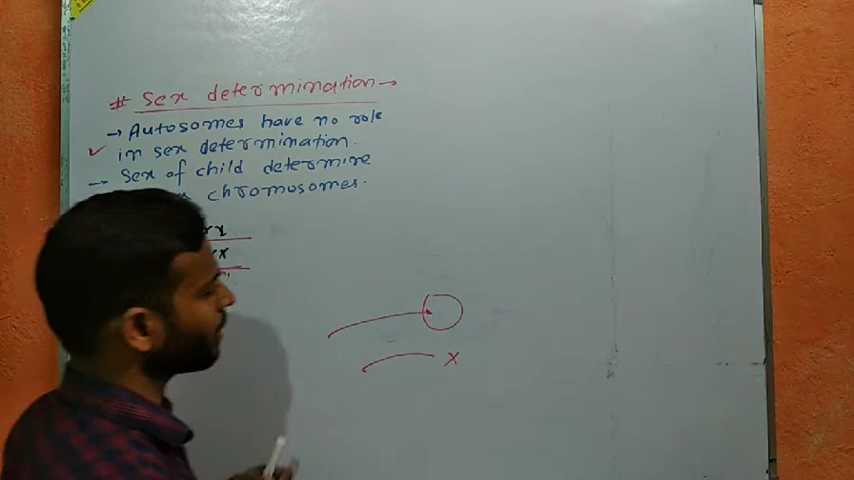 # Sex determination →
→ Autosomes have no role
✓ in sex determination.
→ Sex of child determine
chromosomes.
x